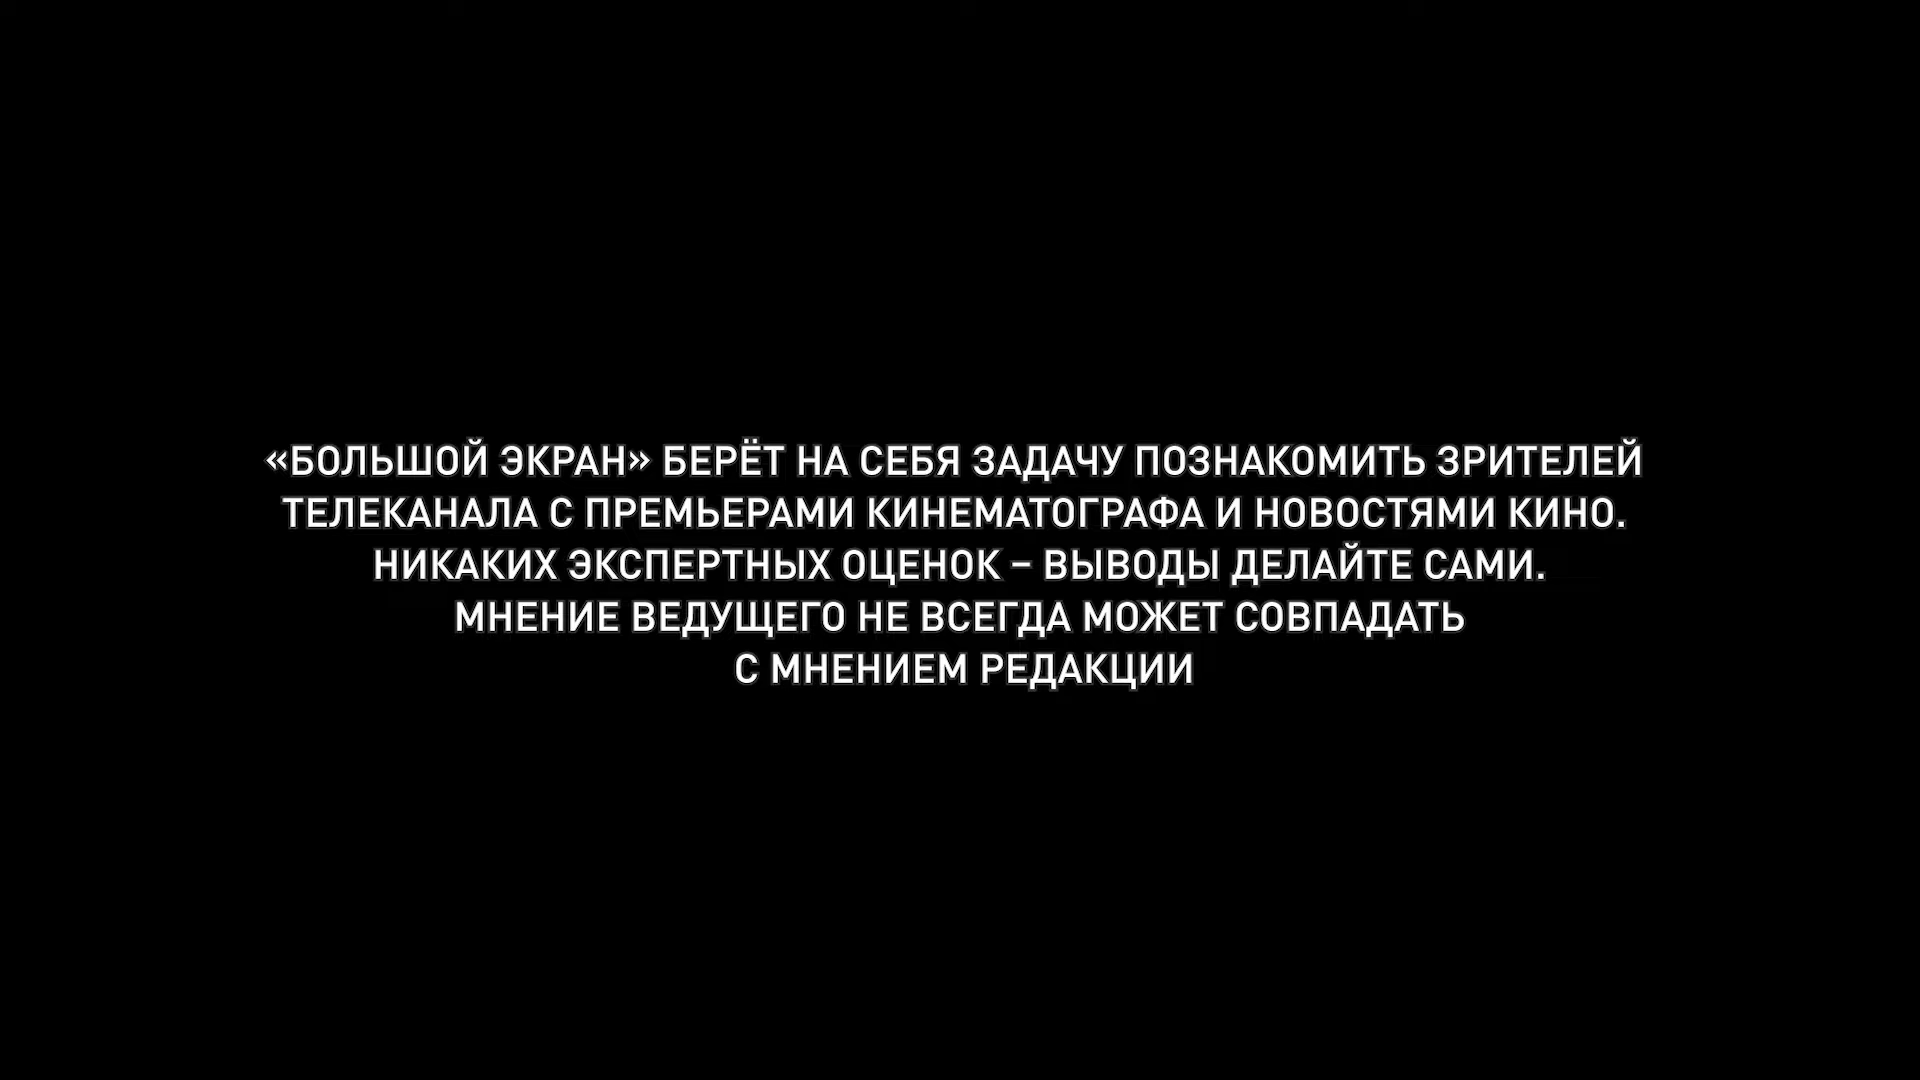 «БОЛЬШОЙ ЭКРАН» БЕРЁТ НА СЕБЯ ЗАДАЧУ ПОЗНАКОМИТЬ ЗРИТЕЛЕЙ
ТЕЛЕКАНАЛА С ПРЕМЬЕРАМИ КИНЕМАТОГРАФА И НОВОСТЯМИ КИНО.
НИКАКИХ ЭКСПЕРТНЫХ ОЦЕНОК – ВЫВОДЫ ДЕЛАЙТЕ САМИ.
МНЕНИЕ ВЕДУЩЕГО НЕ ВСЕГДА МОЖЕТ СОВПАДАТЬ
С МНЕНИЕМ РЕДАКЦИИ